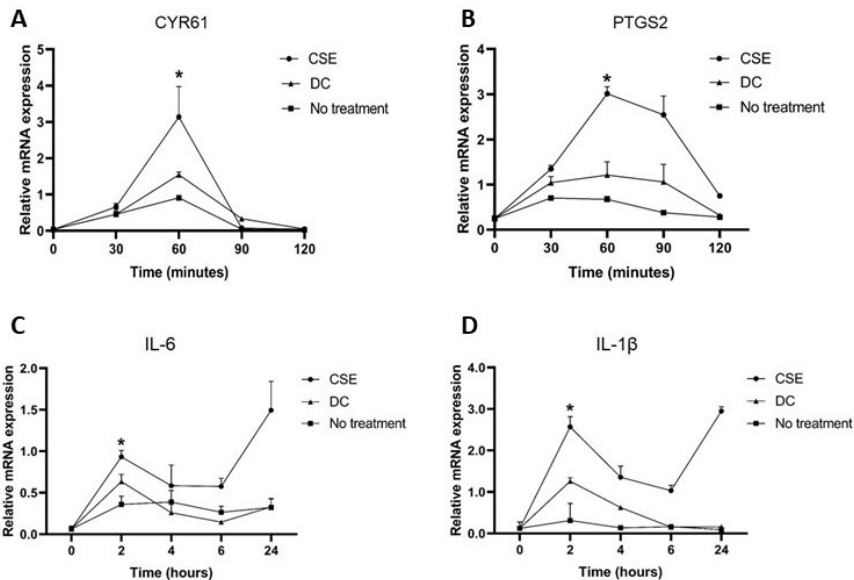 A
CYR61
Relative mRNA expression
5
4
3
2
1
0
*
0 30 60 90 120
Time (minutes)
CSE
DC
No treatment
B
PTGS2
Relative mRNA expression
4
3
2
1
0
*
0 30 60 90 120
Time (minutes)
CSE
DC
No treatment
C
IL-6
Relative mRNA expression
2.0
1.5
1.0
0.5
0.0
*
0 2 4 6 24
Time (hours)
CSE
DC
No treatment
D
IL-1β
Relative mRNA expression
4.0
3.0
2.0
1.0
0.0
*
0 2 4 6 24
Time (hours)
CSE
DC
No treatment